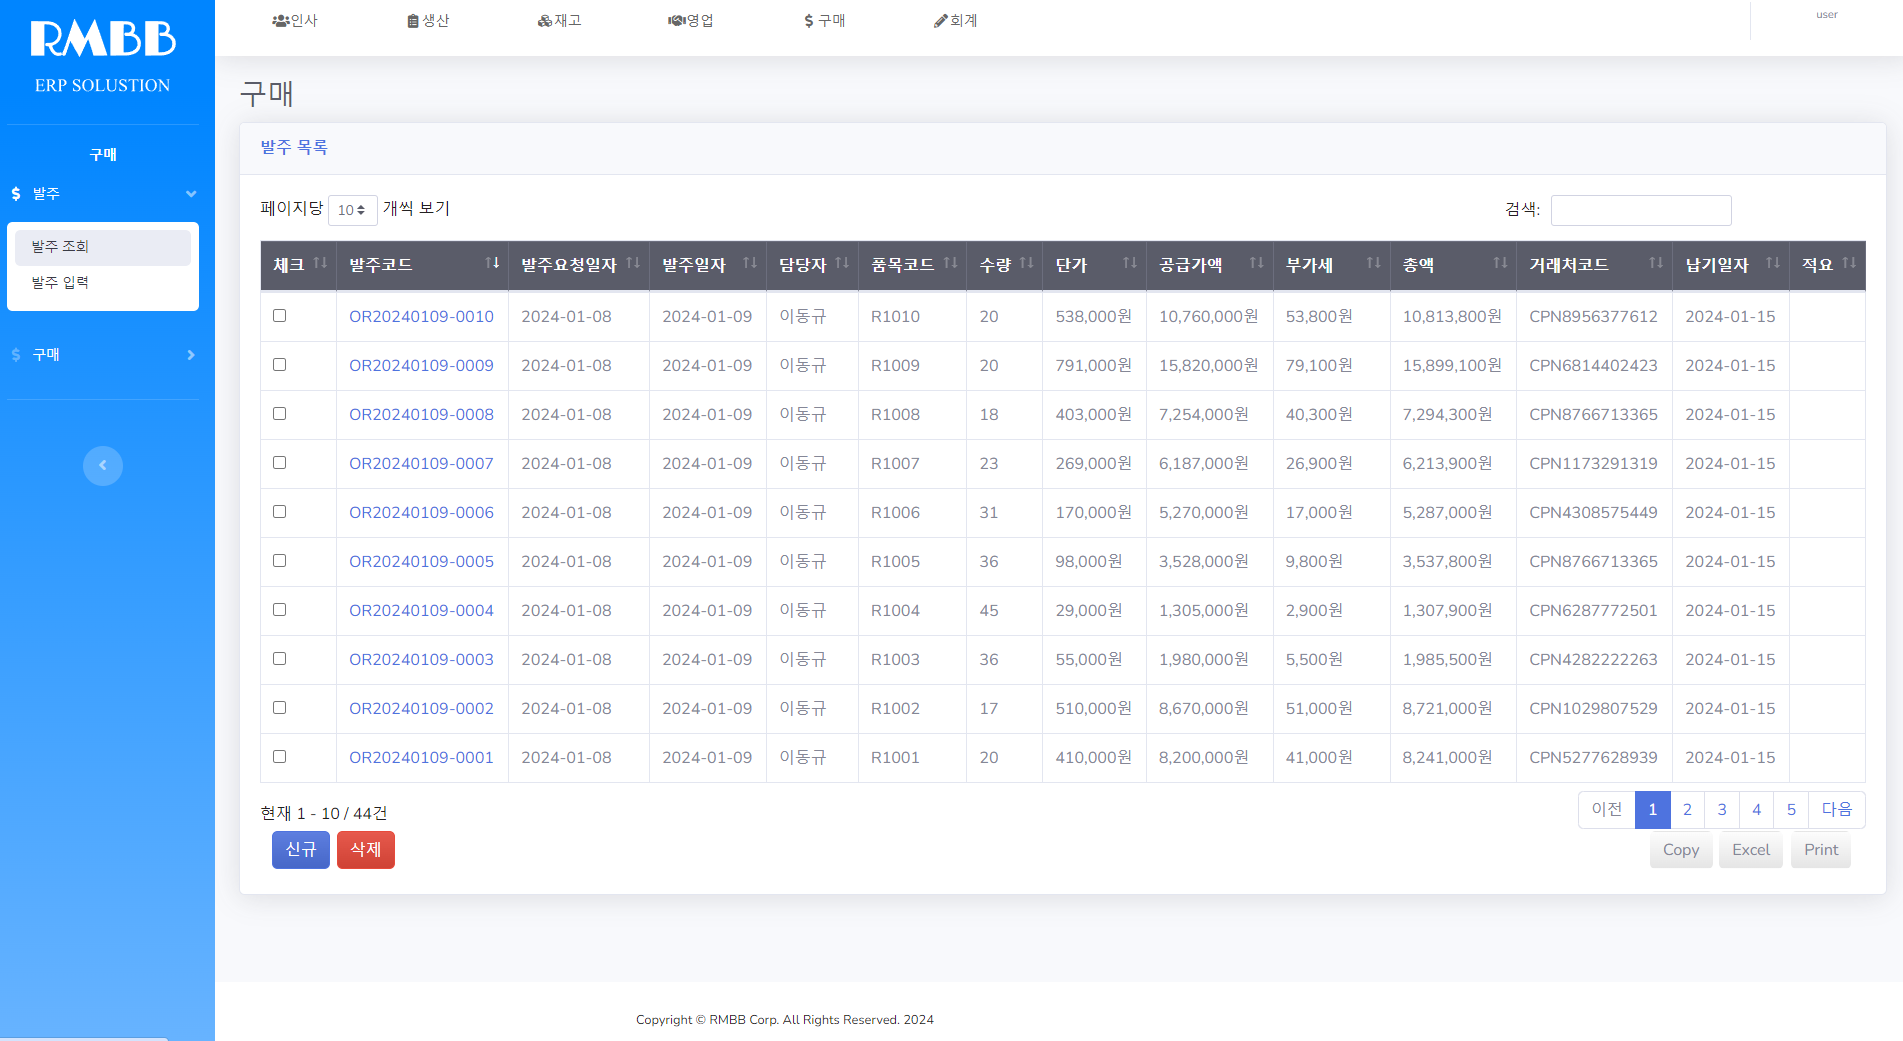 RMBB
ERP SOLUSTION
구매
발주
발주 조회
발주 입력
구매
인사 생산 재고 영업 구매 회계 user
구매
발주 목록
페이지당 10 개씩 보기 검색:
체크 발주코드 발주요청일자 발주일자 담당자 품목코드 수량 단가 공급가액 부가세 총액 거래처코드 납기일자 적요
OR20240109-0010 2024-01-08 2024-01-09 이동규 R1010 20 538,000원 10,760,000원 53,800원 10,813,800원 CPN8956377612 2024-01-15
OR20240109-0009 2024-01-08 2024-01-09 이동규 R1009 20 791,000원 15,820,000원 79,100원 15,899,100원 CPN6814402423 2024-01-15
OR20240109-0008 2024-01-08 2024-01-09 이동규 R1008 18 403,000원 7,254,000원 40,300원 7,294,300원 CPN8766713365 2024-01-15
OR20240109-0007 2024-01-08 2024-01-09 이동규 R1007 23 269,000원 6,187,000원 26,900원 6,213,900원 CPN1173291319 2024-01-15
OR20240109-0006 2024-01-08 2024-01-09 이동규 R1006 31 170,000원 5,270,000원 17,000원 5,287,000원 CPN4308575449 2024-01-15
OR20240109-0005 2024-01-08 2024-01-09 이동규 R1005 36 98,000원 3,528,000원 9,800원 3,537,800원 CPN8766713365 2024-01-15
OR20240109-0004 2024-01-08 2024-01-09 이동규 R1004 45 29,000원 1,305,000원 2,900원 1,307,900원 CPN6287772501 2024-01-15
OR20240109-0003 2024-01-08 2024-01-09 이동규 R1003 36 55,000원 1,980,000원 5,500원 1,985,500원 CPN4282222263 2024-01-15
OR20240109-0002 2024-01-08 2024-01-09 이동규 R1002 17 510,000원 8,670,000원 51,000원 8,721,000원 CPN1029807529 2024-01-15
OR20240109-0001 2024-01-08 2024-01-09 이동규 R1001 20 410,000원 8,200,000원 41,000원 8,241,000원 CPN5277628939 2024-01-15
현재 1 - 10 / 44건 이전 1 2 3 4 5 다음
신규 삭제 Copy Excel Print
Copyright © RMBB Corp. All Rights Reserved. 2024